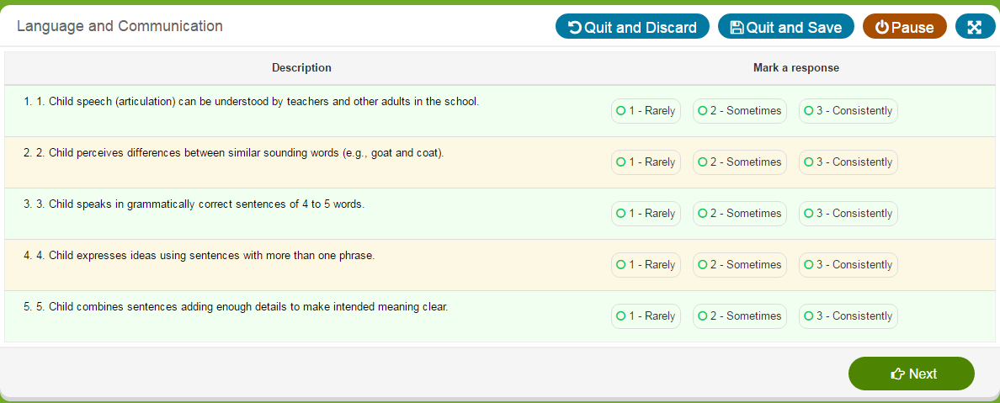 Language and Communication
Quit and Discard
Quit and Save
Pause
Description
Mark a response
1. 1. Child speech (articulation) can be understood by teachers and other adults in the school.
1 - Rarely
2 - Sometimes
3 - Consistently
2. 2. Child perceives differences between similar sounding words (e.g., goat and coat).
1 - Rarely
2 - Sometimes
3 - Consistently
3. 3. Child speaks in grammatically correct sentences of 4 to 5 words.
1 - Rarely
2 - Sometimes
3 - Consistently
4. 4. Child expresses ideas using sentences with more than one phrase.
1 - Rarely
2 - Sometimes
3 - Consistently
5. 5. Child combines sentences adding enough details to make intended meaning clear.
1 - Rarely
2 - Sometimes
3 - Consistently
Next